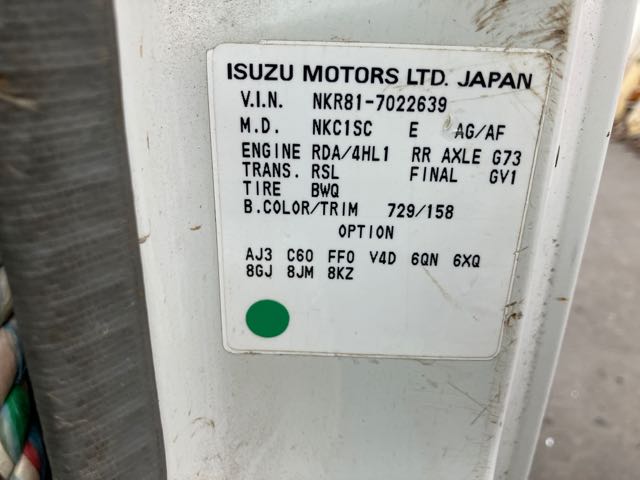 ISUZU MOTORS LTD. JAPAN
V.I.N. NKR81-7022639
M.D. NKC1SC E AG/AF
ENGINE RDA/4HL1 RR AXLE G73
TRANS. RSL FINAL GV1
TIRE BWQ
B.COLOR/TRIM 729/158
OPTION
AJ3 C60 FF0 V4D 6QN 6XQ
8GJ 8JM 8KZ